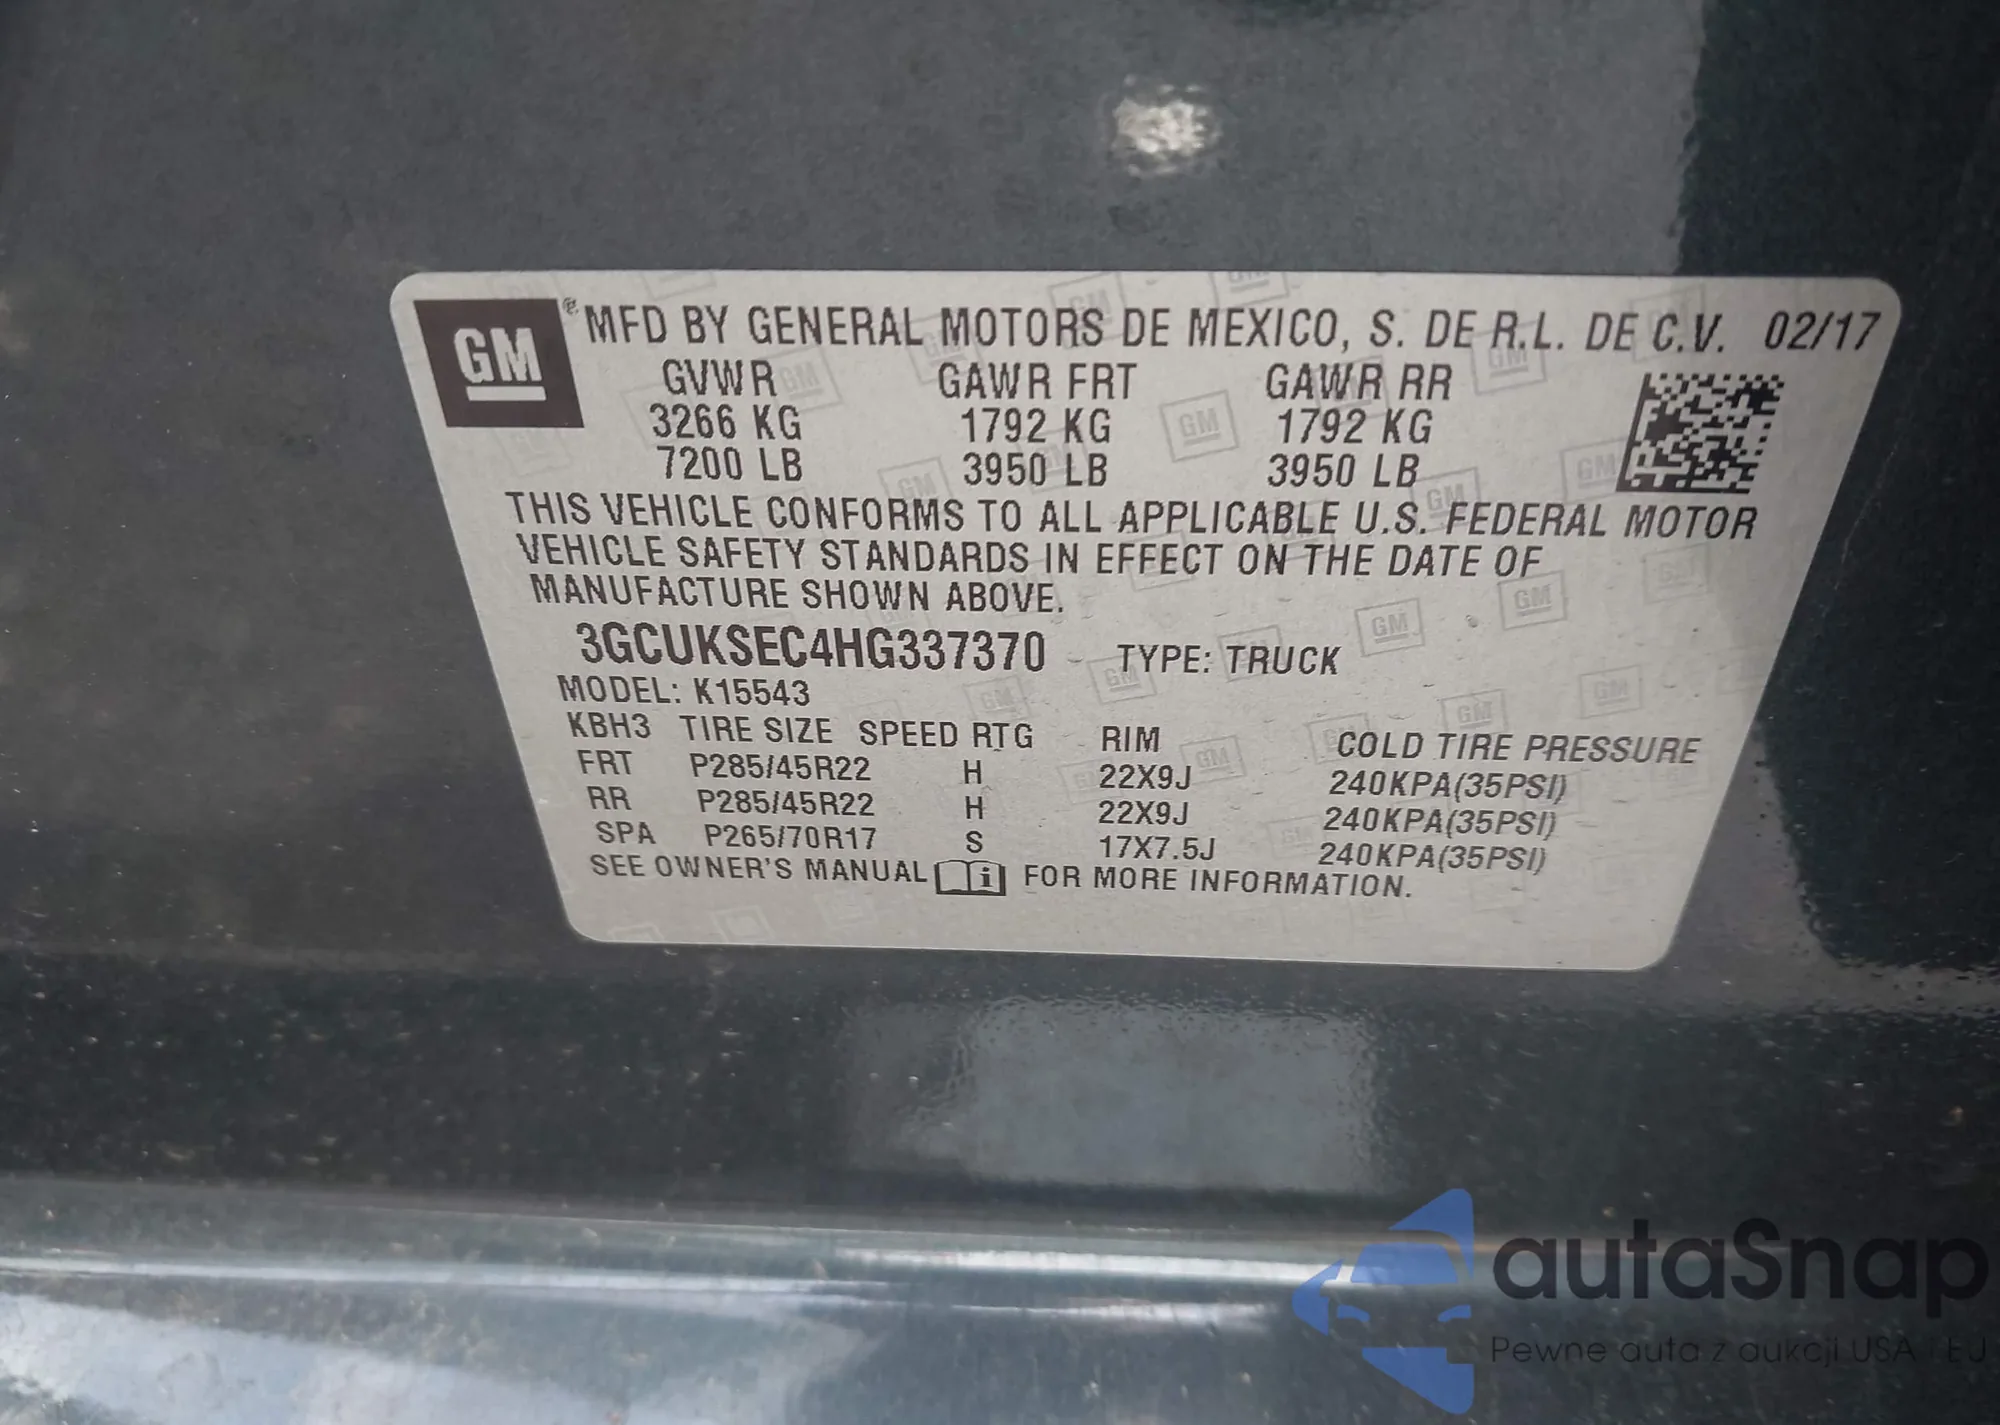 GM
® MFD BY GENERAL MOTORS DE MEXICO, S. DE R.L. DE C.V. 02/17
GVWR GAWR FRT GAWR RR
3266 KG 1792 KG 1792 KG
7200 LB 3950 LB 3950 LB
THIS VEHICLE CONFORMS TO ALL APPLICABLE U.S. FEDERAL MOTOR
VEHICLE SAFETY STANDARDS IN EFFECT ON THE DATE OF
MANUFACTURE SHOWN ABOVE.
3GCUKSEC4HG337370 TYPE: TRUCK
MODEL: K15543
KBH3 TIRE SIZE SPEED RTG RIM COLD TIRE PRESSURE
FRT P285/45R22 H 22X9J 240KPA(35PSI)
RR P285/45R22 H 22X9J 240KPA(35PSI)
SPA P265/70R17 S 17X7.5J 240KPA(35PSI)
SEE OWNER'S MANUAL i FOR MORE INFORMATION.
autaSnap
Pewne auta z aukcji USA i EU